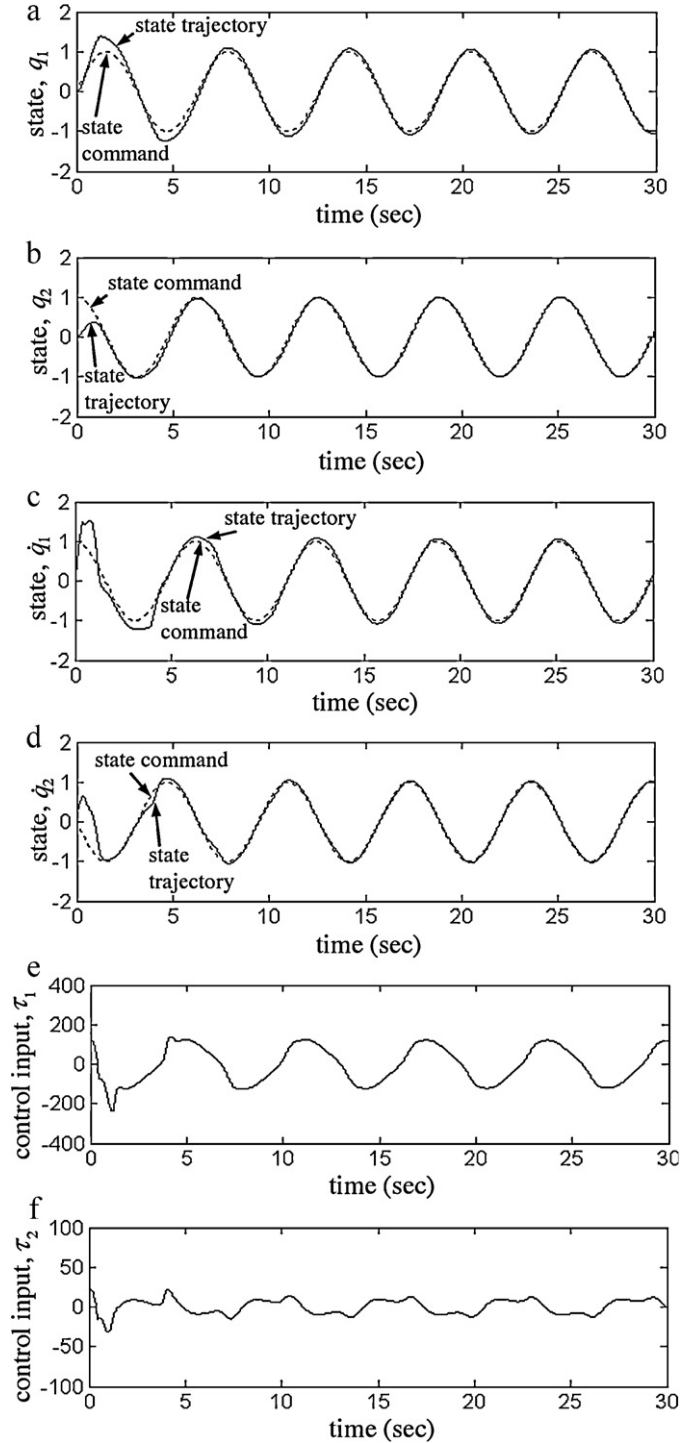 a
2
1
0
-1
-2
state, q₁
state trajectory
state
command
0 5 10 15 20 25 30
time (sec)
b
2
1
0
-1
-2
state, q₂
state command
state
trajectory
0 5 10 15 20 25 30
time (sec)
c
2
1
0
-1
-2
state, q̇₁
state trajectory
state
command
0 5 10 15 20 25 30
time (sec)
d
2
1
0
-1
-2
state, q̇₂
state command
state
trajectory
0 5 10 15 20 25 30
time (sec)
e
400
200
0
-200
-400
control input, τ₁
0 5 10 15 20 25 30
time (sec)
f
100
50
0
-50
-100
control input, τ₂
0 5 10 15 20 25 30
time (sec)